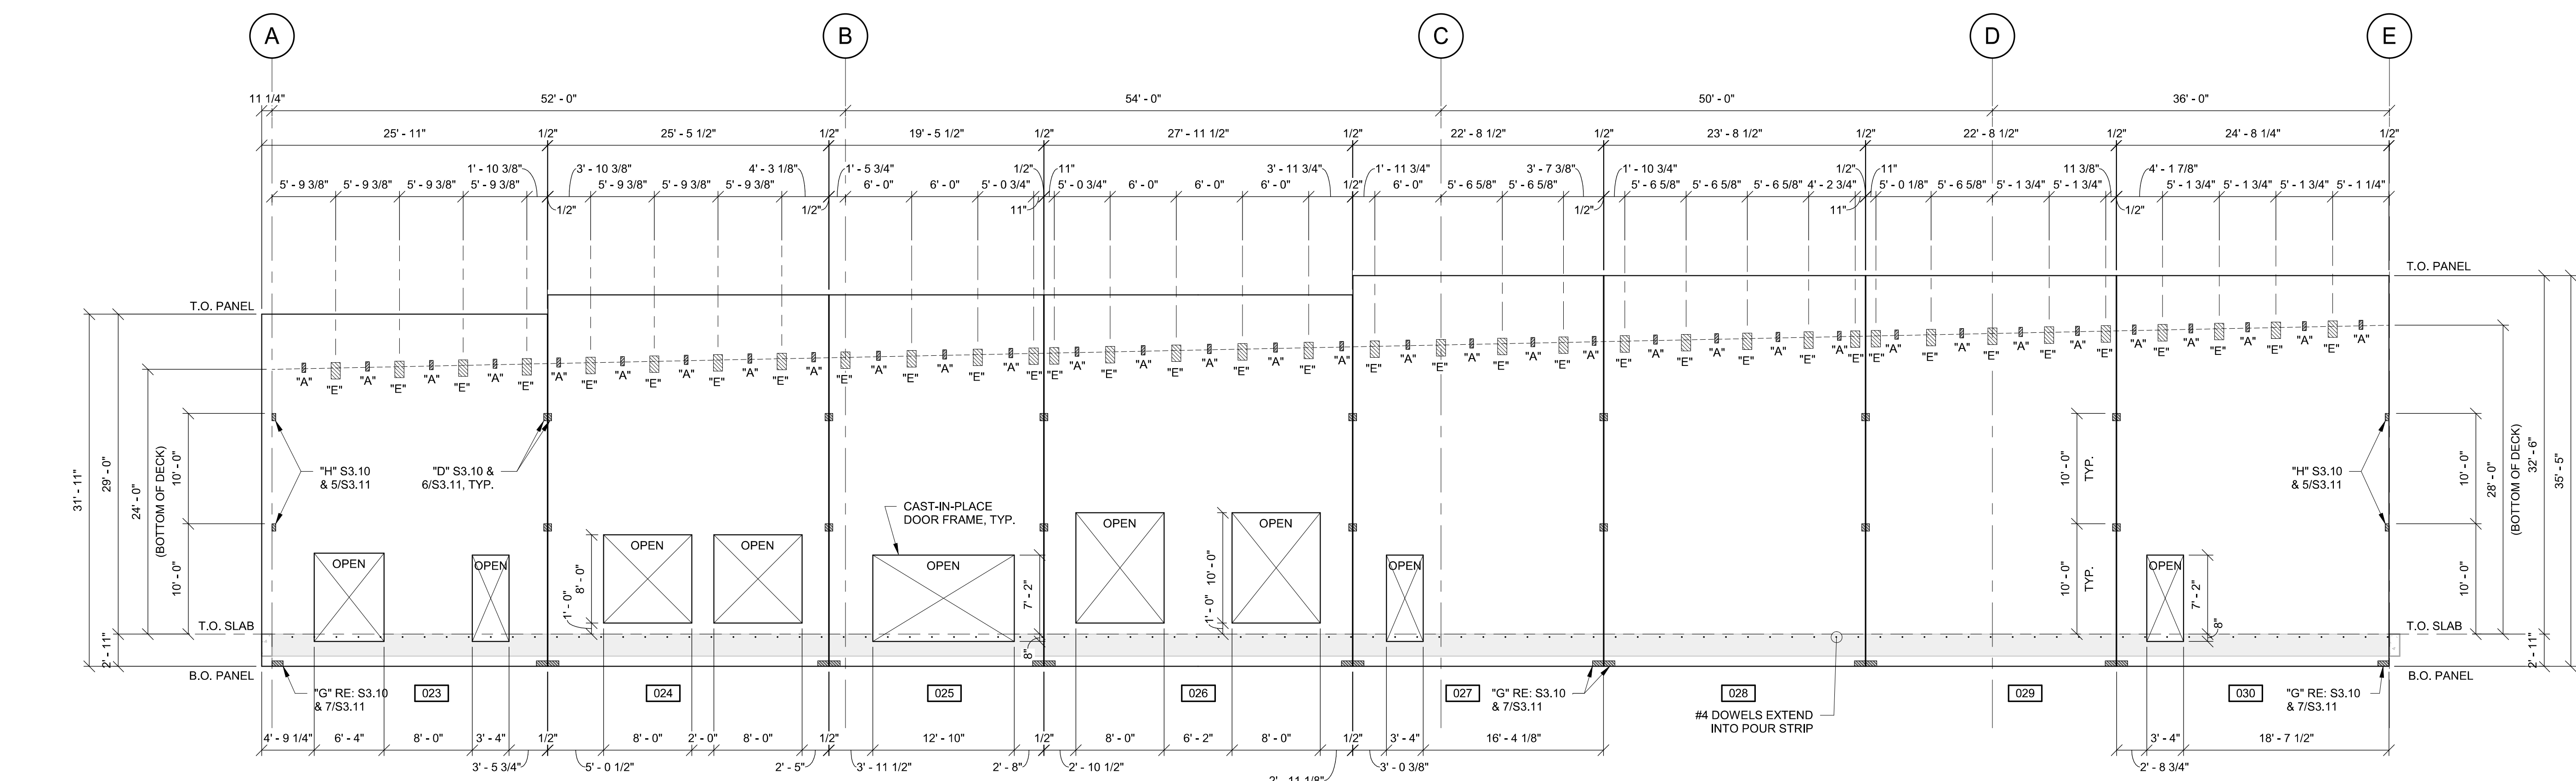 A B C D E
11 1/4" 52' - 0" 54' - 0" 50' - 0" 36' - 0"
25' - 11" 1/2" 25' - 5 1/2" 1/2" 19' - 5 1/2" 1/2" 27' - 11 1/2" 1/2" 22' - 8 1/2" 1/2" 23' - 8 1/2" 1/2" 22' - 8 1/2" 1/2" 24' - 8 1/4" 1/2"
1' - 10 3/8" 3' - 10 3/8" 4' - 3 1/8" 1' - 5 3/4" 1/2" 11" 3' - 11 3/4" 1' - 11 3/4" 3' - 7 3/8" 1' - 10 3/4" 1/2" 11" 11 3/8" 4' - 1 7/8"
5' - 9 3/8" 5' - 9 3/8" 5' - 9 3/8" 5' - 9 3/8" 5' - 9 3/8" 5' - 9 3/8" 5' - 9 3/8" 6' - 0" 6' - 0" 5' - 0 3/4" 5' - 0 3/4" 6' - 0" 6' - 0" 6' - 0" 1/2" 6' - 0" 5' - 6 5/8" 5' - 6 5/8" 5' - 6 5/8" 5' - 6 5/8" 5' - 6 5/8" 4' - 2 3/4" 5' - 0 1/8" 5' - 6 5/8" 5' - 1 3/4" 5' - 1 3/4" 5' - 1 3/4" 5' - 1 3/4" 5' - 1 3/4" 5' - 1 1/4"
1/2" 1/2" 11" 1/2" 11" 1/2"
T.O. PANEL
T.O. PANEL
"A" "A" "A" "A" "A" "A" "A" "A" "A" "A" "A" "A" "A" "A" "A" "A" "A" "A" "A" "A" "A" "A" "A" "A" "A" "A" "A" "A" "A" "A"
"E" "E" "E" "E" "E" "E" "E" "E" "E" "E" "E" "E" "E" "E" "E" "E" "E" "E" "E" "E" "E" "E" "E" "E" "E" "E" "E" "E" "E" "E" "E" "E" "E"
31' - 11"
29' - 0"
24' - 0"
(BOTTOM OF DECK)
10' - 0"
10' - 0"
2' - 11"
"H" S3.10
& 5/S3.11
"D" S3.10 &
6/S3.11, TYP.
CAST-IN-PLACE
DOOR FRAME, TYP.
10' - 0" TYP.
10' - 0" TYP.
"H" S3.10
& 5/S3.11
10' - 0"
10' - 0"
28' - 0"
(BOTTOM OF DECK)
32' - 6"
35' - 5"
2' - 11"
OPEN OPEN OPEN OPEN OPEN OPEN OPEN OPEN OPEN
8' - 0"
1' - 0"
7' - 2"
8"
10' - 0"
1' - 0"
7' - 2"
8"
T.O. SLAB
T.O. SLAB
B.O. PANEL
B.O. PANEL
"G" RE: S3.10
& 7/S3.11
023 024 025 026 027
"G" RE: S3.10
& 7/S3.11
028 029 030
"G" RE: S3.10
& 7/S3.11
#4 DOWELS EXTEND
INTO POUR STRIP
4' - 9 1/4" 6' - 4" 8' - 0" 3' - 4" 1/2" 8' - 0" 2' - 0" 8' - 0" 1/2" 12' - 10" 1/2" 8' - 0" 6' - 2" 8' - 0" 1/2" 3' - 4" 16' - 4 1/8" 3' - 4" 18' - 7 1/2"
3' - 5 3/4" 5' - 0 1/2" 2' - 5" 3' - 11 1/2" 2' - 8" 2' - 10 1/2" 2' - 11 1/8" 3' - 0 3/8" 2' - 8 3/4"